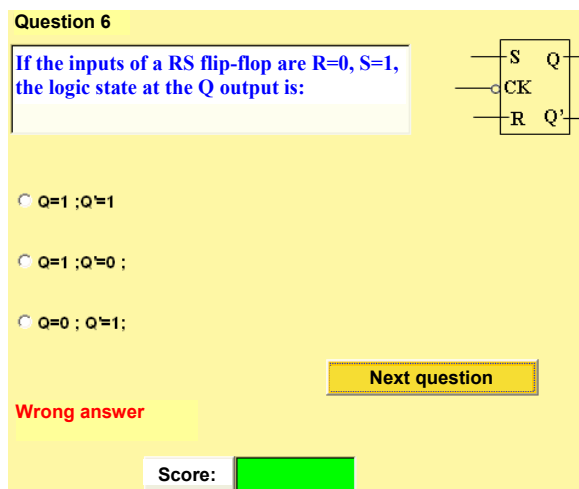 Question 6
If the inputs of a RS flip-flop are R=0, S=1,
the logic state at the Q output is:
S Q
CK
R Q'
Q=1 ;Q'=1
Q=1 ;Q'=0 ;
Q=0 ; Q'=1;
Next question
Wrong answer
Score: